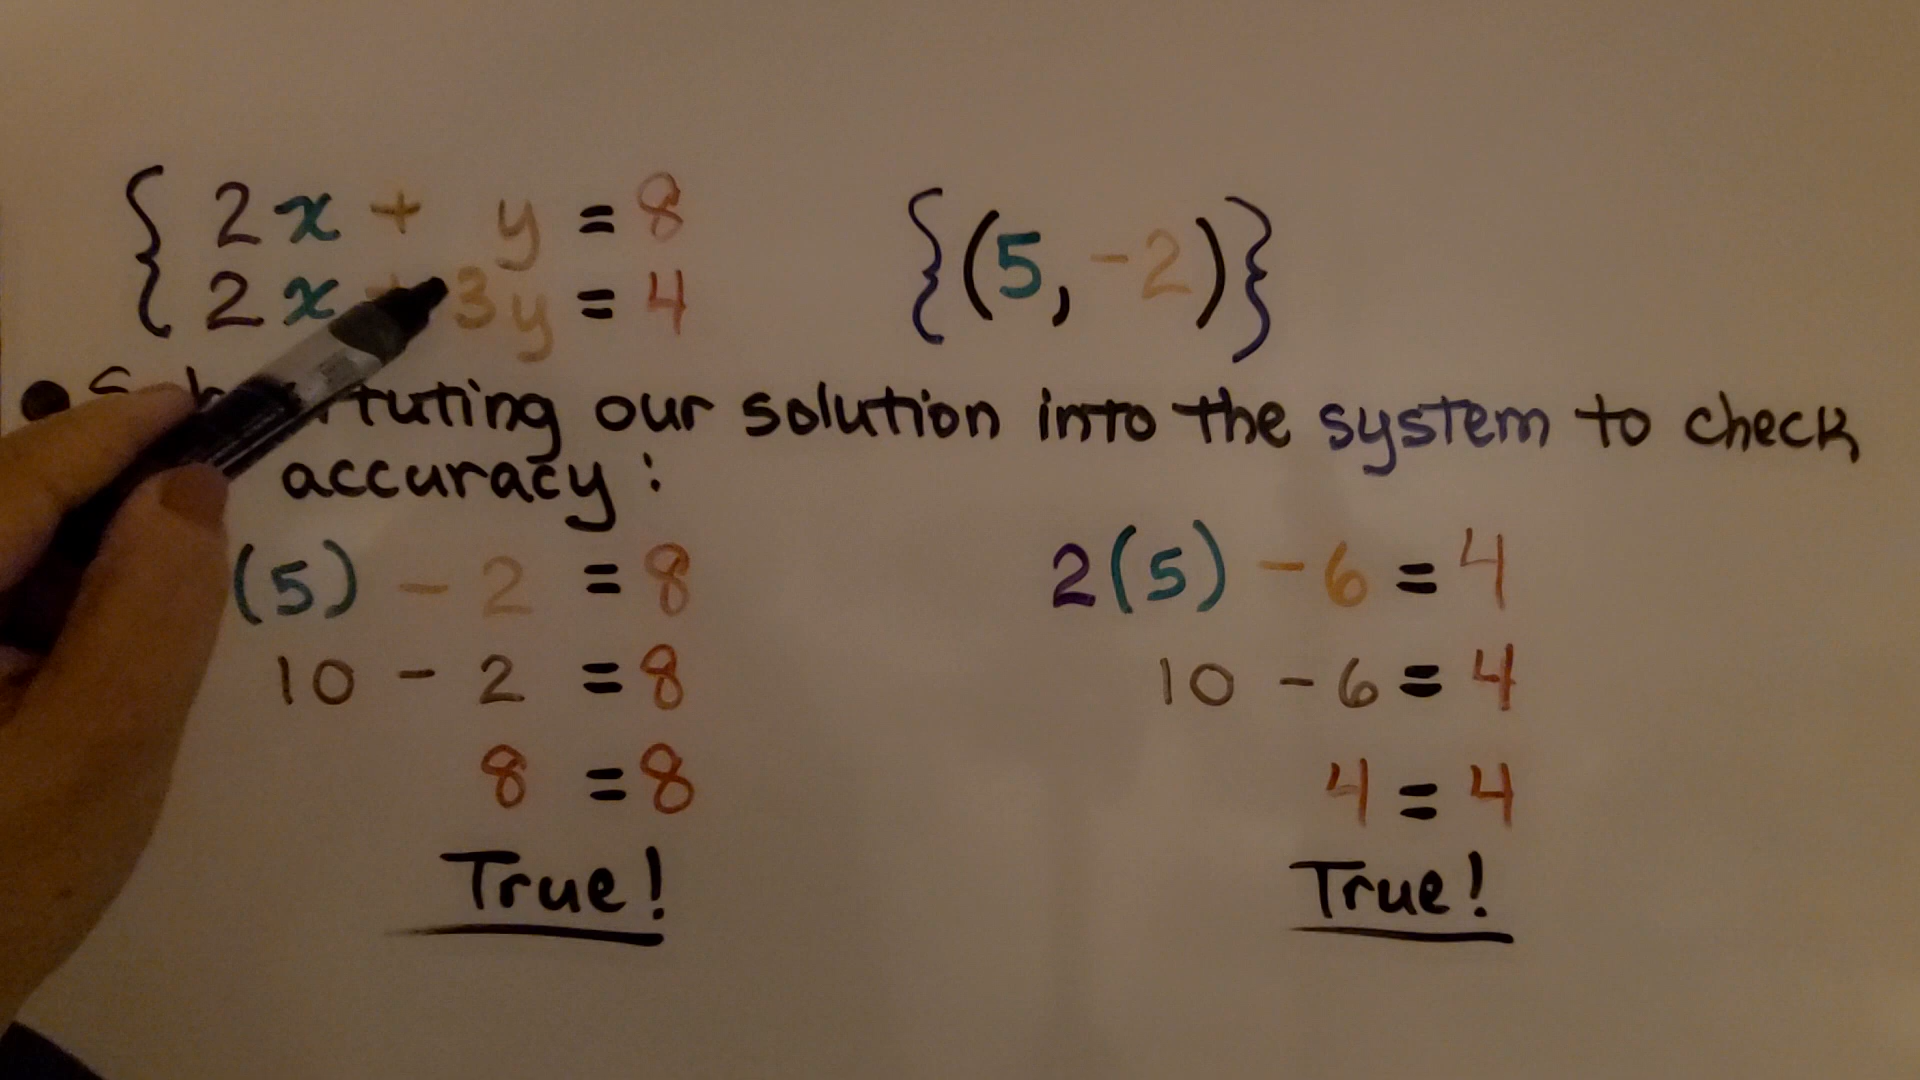 { 2x + y = 8
2x + 3y = 4
{(5, -2)}
• tuting our solution into the system to check
accuracy:
(5) - 2 = 8
10 - 2 = 8
8 = 8
True!
2(5) - 6 = 4
10 - 6 = 4
4 = 4
True!